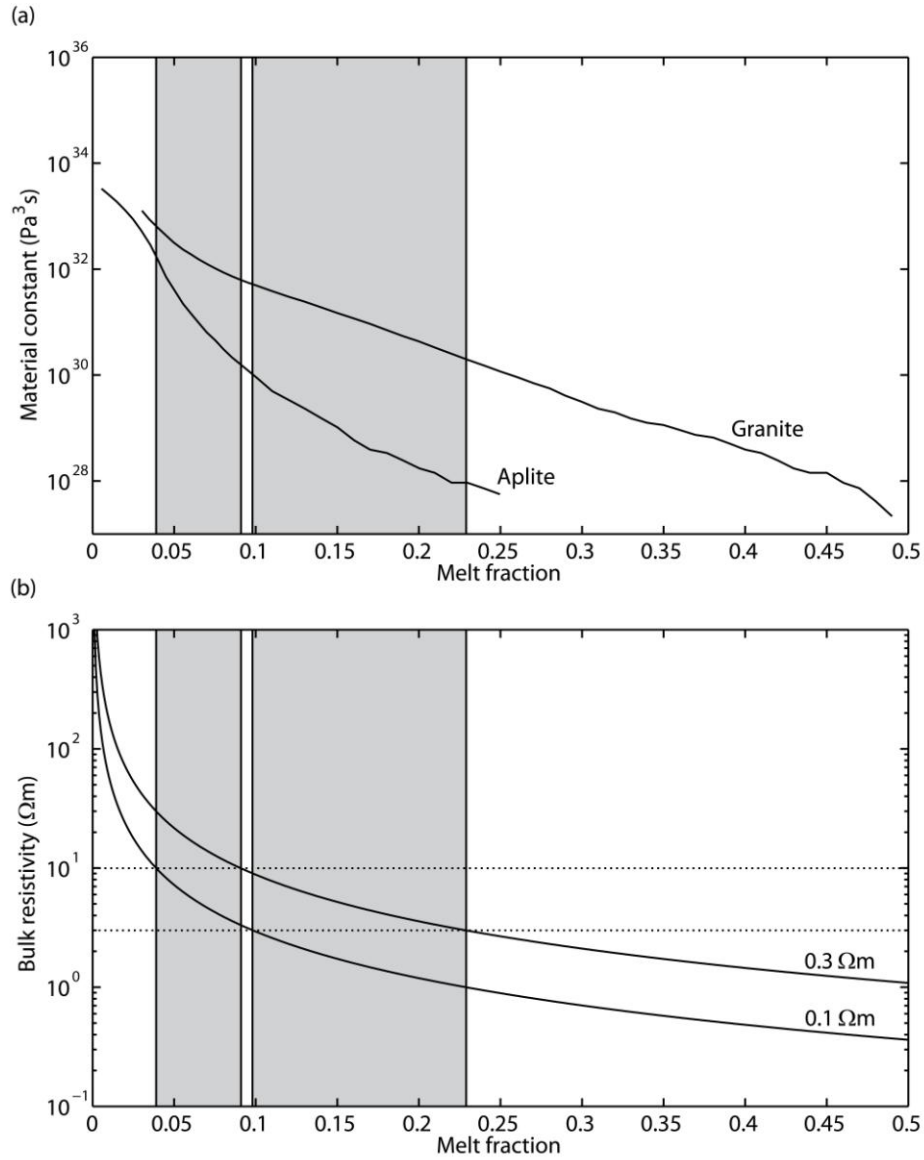 (a)
10^36
10^34
10^32
10^30
10^28
Material constant (Pa^3 s)
Granite
Aplite
0 0.05 0.1 0.15 0.2 0.25 0.3 0.35 0.4 0.45 0.5
Melt fraction
(b)
10^3
10^2
10^1
10^0
10^-1
Bulk resistivity (Ωm)
0.3 Ωm
0.1 Ωm
0 0.05 0.1 0.15 0.2 0.25 0.3 0.35 0.4 0.45 0.5
Melt fraction